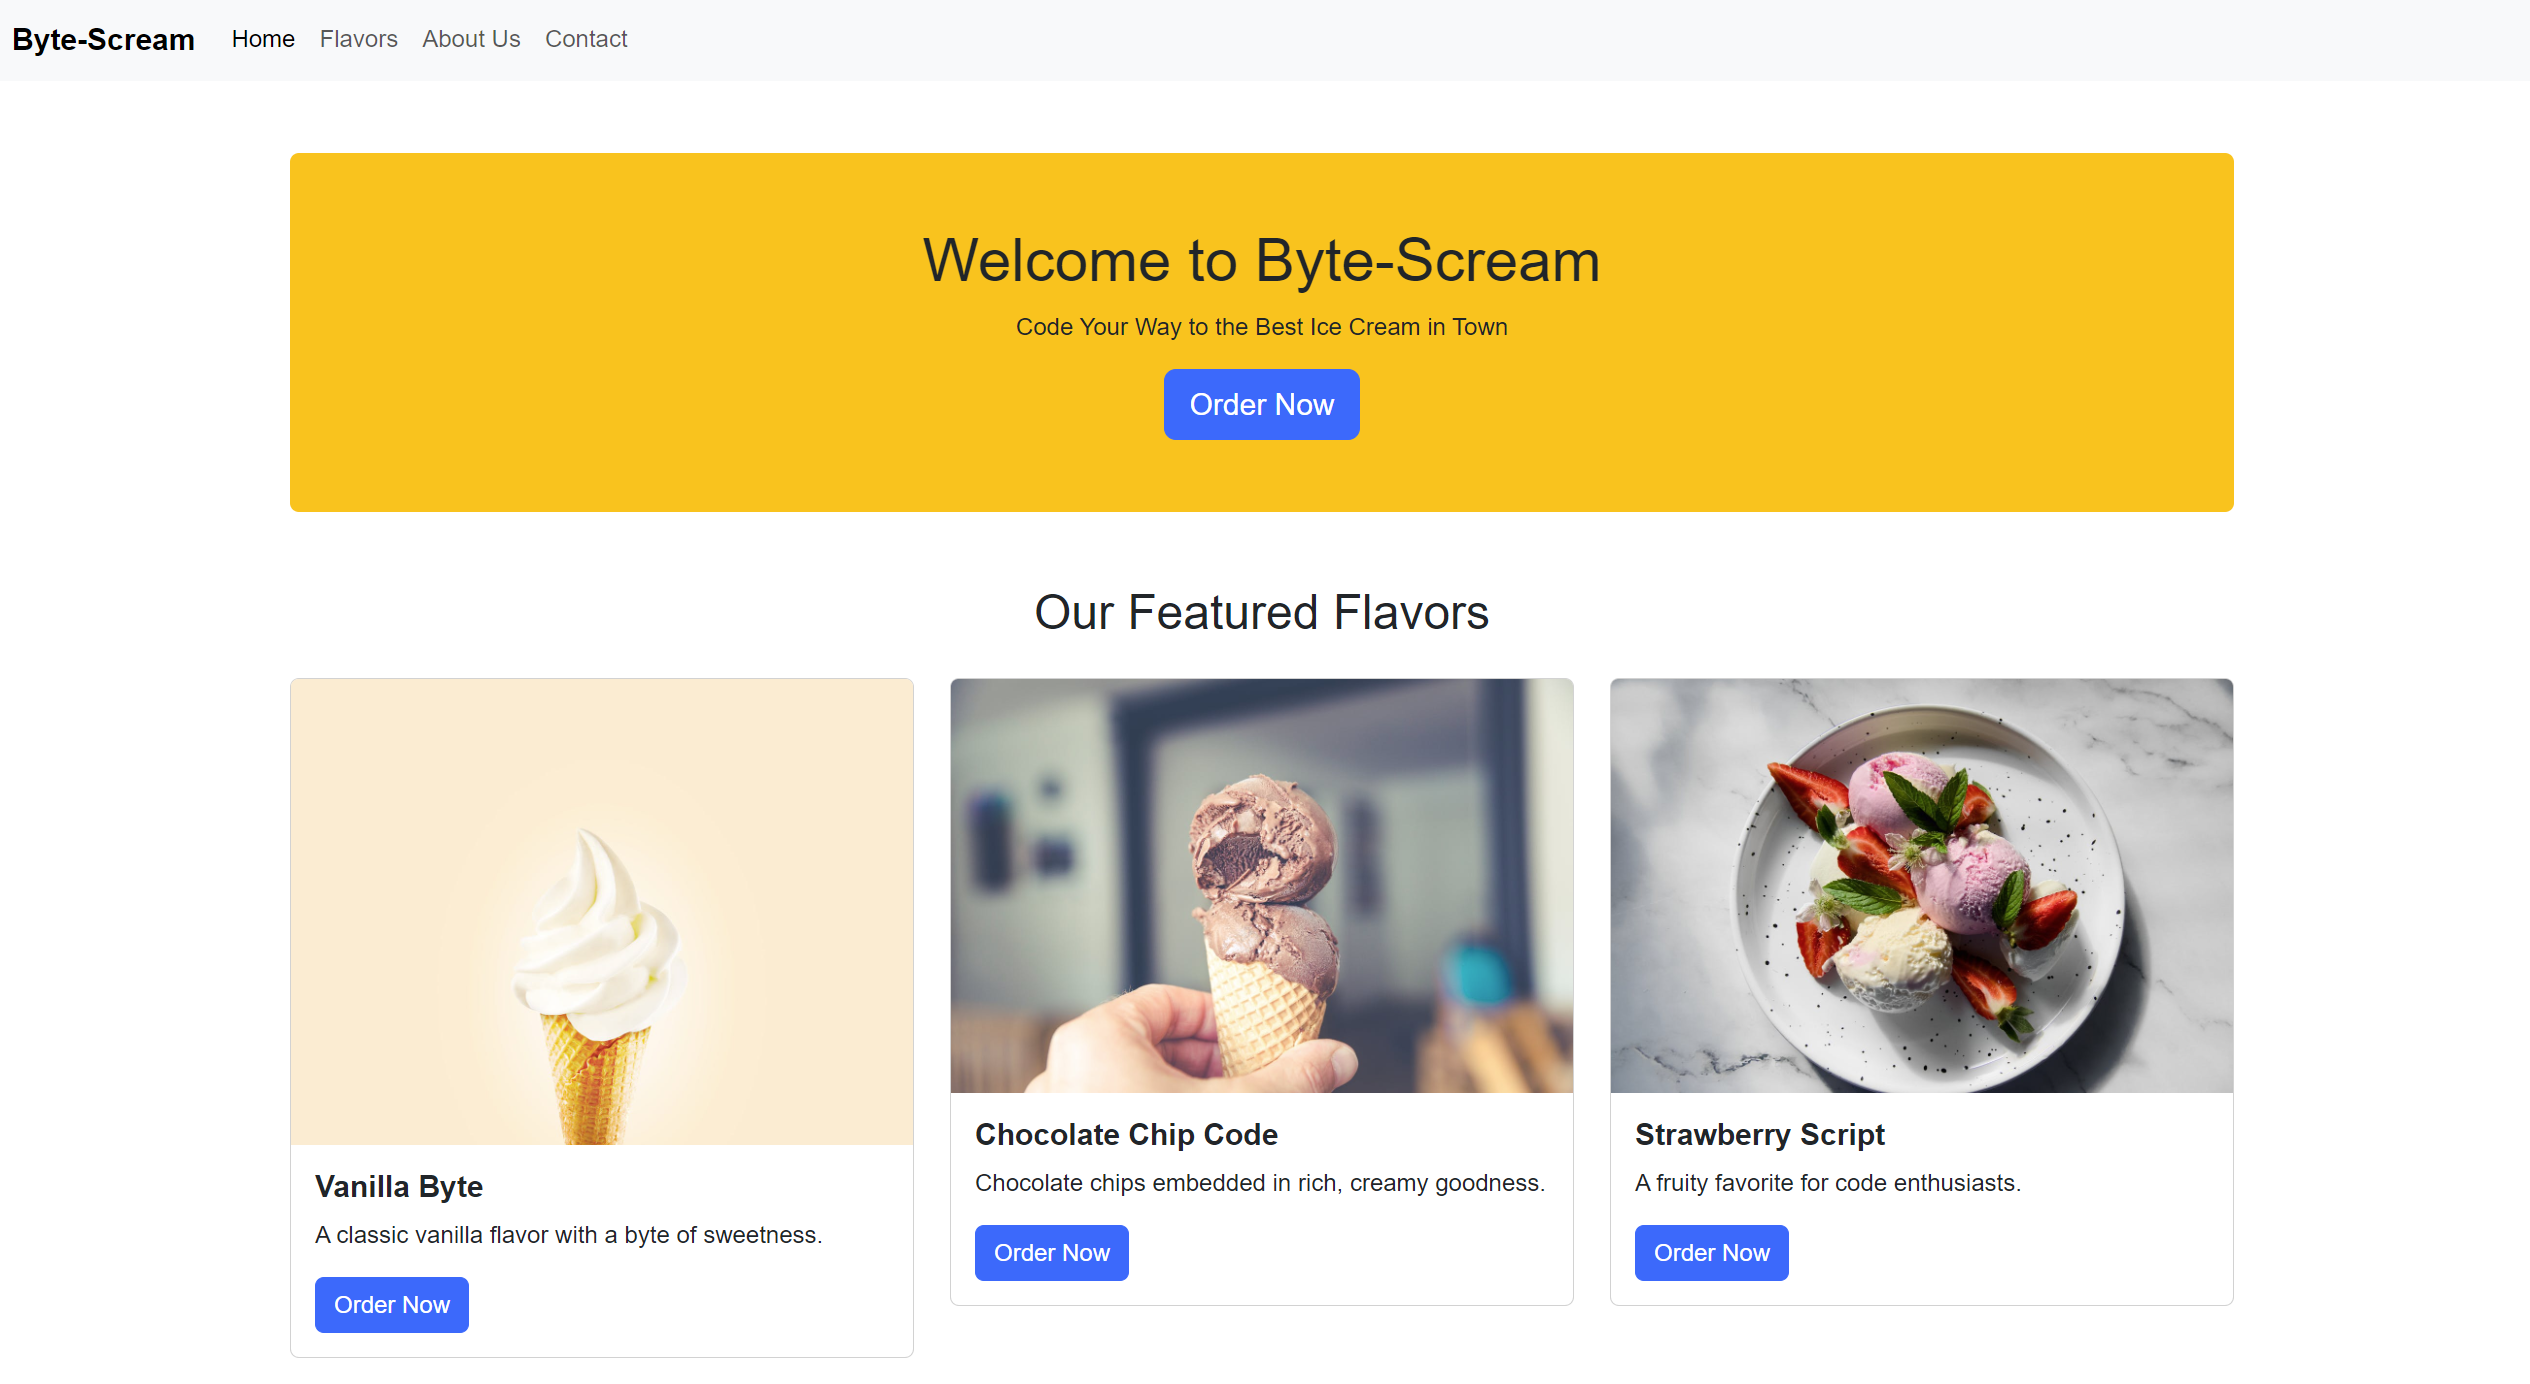 Byte-Scream Home Flavors About Us Contact
Welcome to Byte-Scream
Code Your Way to the Best Ice Cream in Town
Order Now
Our Featured Flavors
Vanilla Byte
A classic vanilla flavor with a byte of sweetness.
Order Now
Chocolate Chip Code
Chocolate chips embedded in rich, creamy goodness.
Order Now
Strawberry Script
A fruity favorite for code enthusiasts.
Order Now